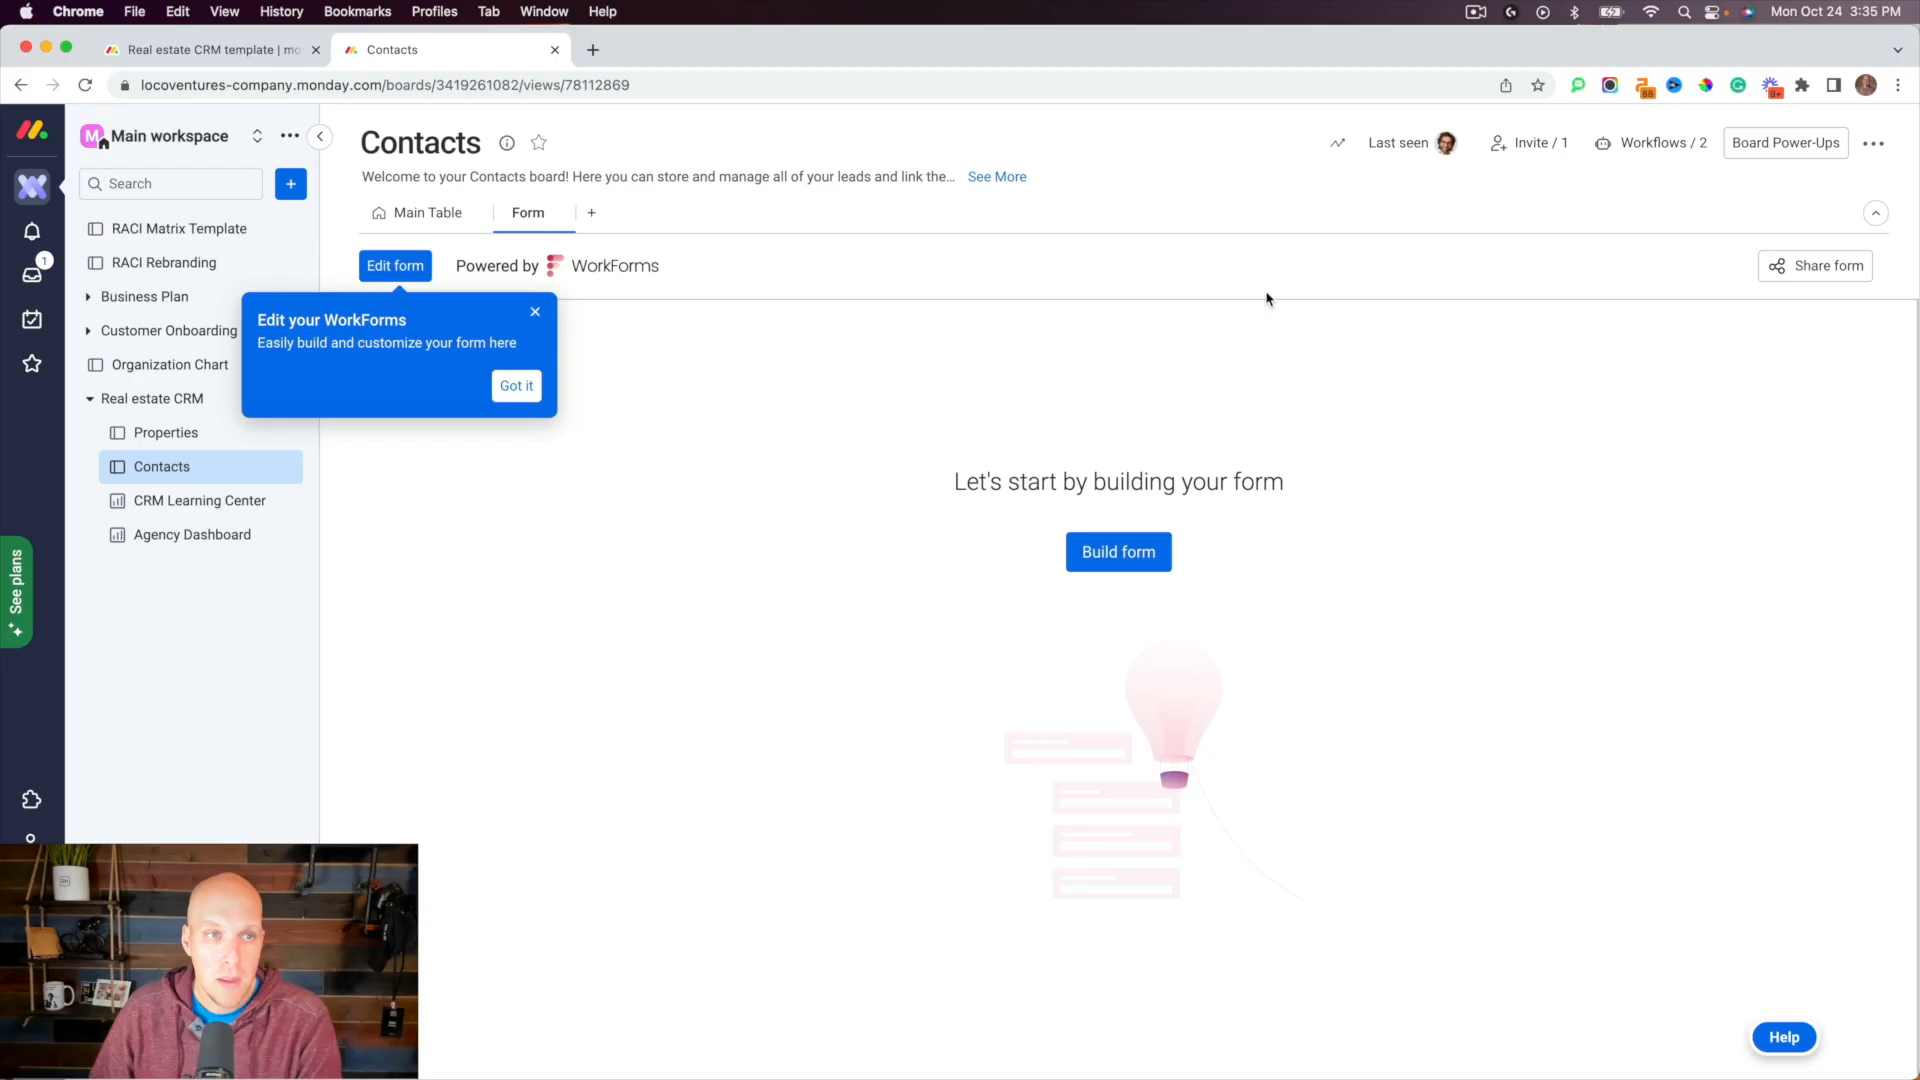 Chrome File Edit View History Bookmarks Profiles Tab Window Help
Mon Oct 24 3:35 PM
Real estate CRM template | mo
Contacts
locoventures-company.monday.com/boards/3419261082/views/78112869
88
9+
M
Main workspace
Search
RACI Matrix Template
RACI Rebranding
1
Business Plan
Customer Onboarding
Organization Chart
Real estate CRM
Properties
Contacts
CRM Learning Center
Agency Dashboard
See plans
Contacts
Last seen
Invite / 1
Workflows / 2
Board Power-Ups
Welcome to your Contacts board! Here you can store and manage all of your leads and link the... See More
Main Table
Form
Edit form
Powered by WorkForms
Share form
Edit your WorkForms
Easily build and customize your form here
Got it
Let's start by building your form
Build form
Help